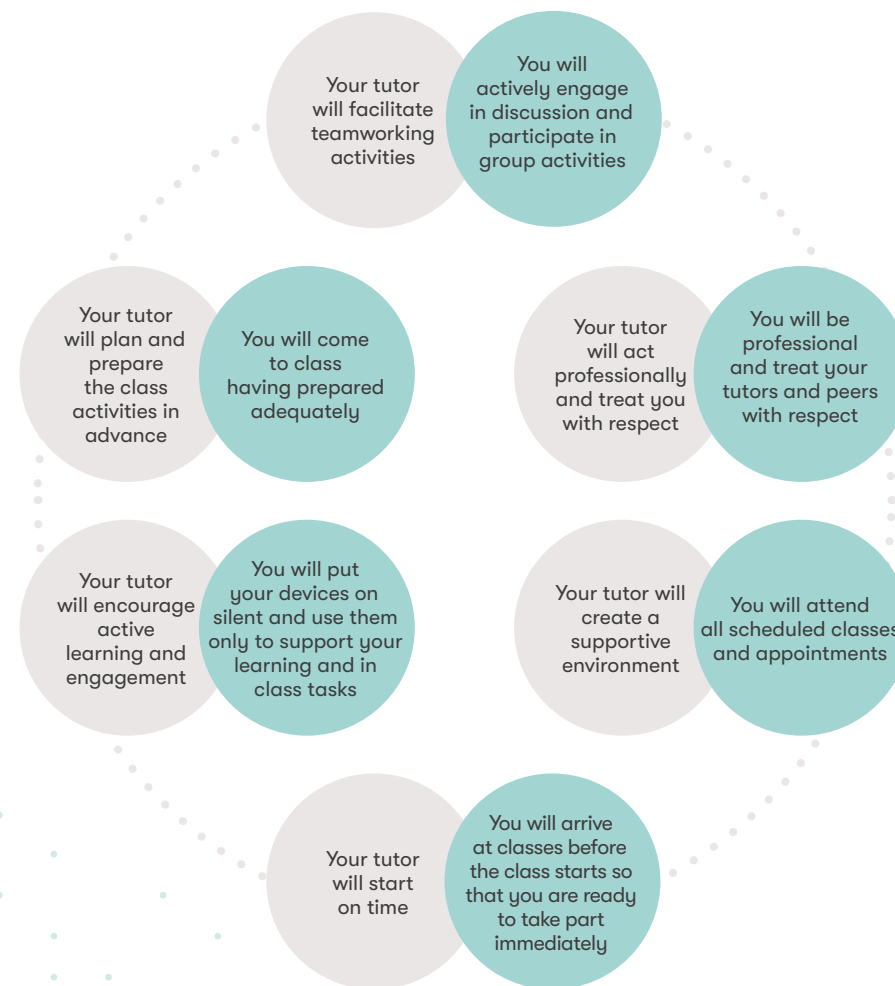 Your tutor
will facilitate
teamworking
activities
You will
actively engage
in discussion and
participate in
group activities
Your tutor
will plan and
prepare
the class
activities in
advance
You will come
to class
having prepared
adequately
Your tutor
will act
professionally
and treat you
with respect
You will be
professional
and treat your
tutors and peers
with respect
Your tutor
will encourage
active
learning and
engagement
You will put
your devices on
silent and use them
only to support your
learning and in
class tasks
Your tutor will
create a
supportive
environment
You will attend
all scheduled classes
and appointments
Your tutor
will start
on time
You will arrive
at classes before
the class starts so
that you are ready
to take part
immediately